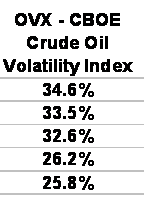 OVX - CBOE
Crude Oil
Volatility Index
34.6%
33.5%
32.6%
26.2%
25.8%